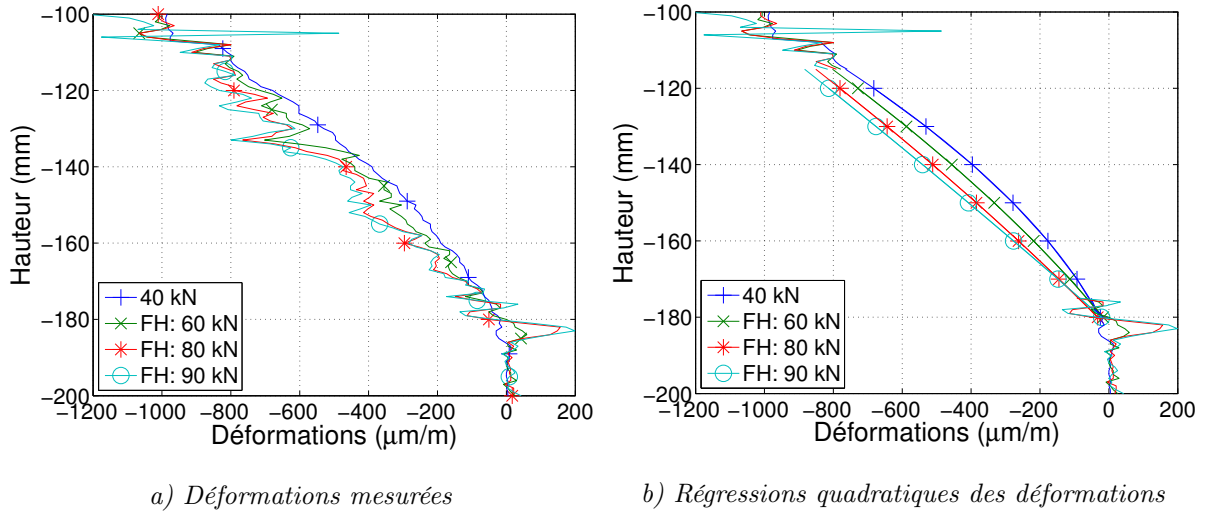 −100
−120
−140
−160
−180
−200
Hauteur (mm)
−1200 −1000 −800 −600 −400 −200 0 200
Déformations (μm/m)
40 kN
FH: 60 kN
FH: 80 kN
FH: 90 kN
a) Déformations mesurées
−100
−120
−140
−160
−180
−200
Hauteur (mm)
−1200 −1000 −800 −600 −400 −200 0 200
Déformations (μm/m)
40 kN
FH: 60 kN
FH: 80 kN
FH: 90 kN
b) Régressions quadratiques des déformations